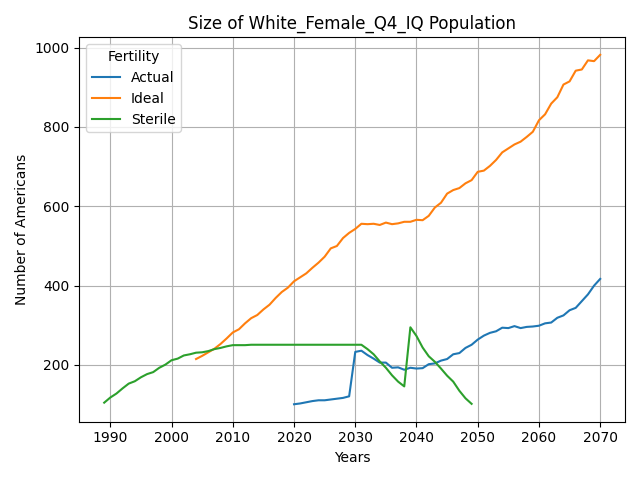 Size of White_Female_Q4_IQ Population
Fertility
Actual
Ideal
Sterile
Number of Americans
1000
800
600
400
200
1990 2000 2010 2020 2030 2040 2050 2060 2070
Years